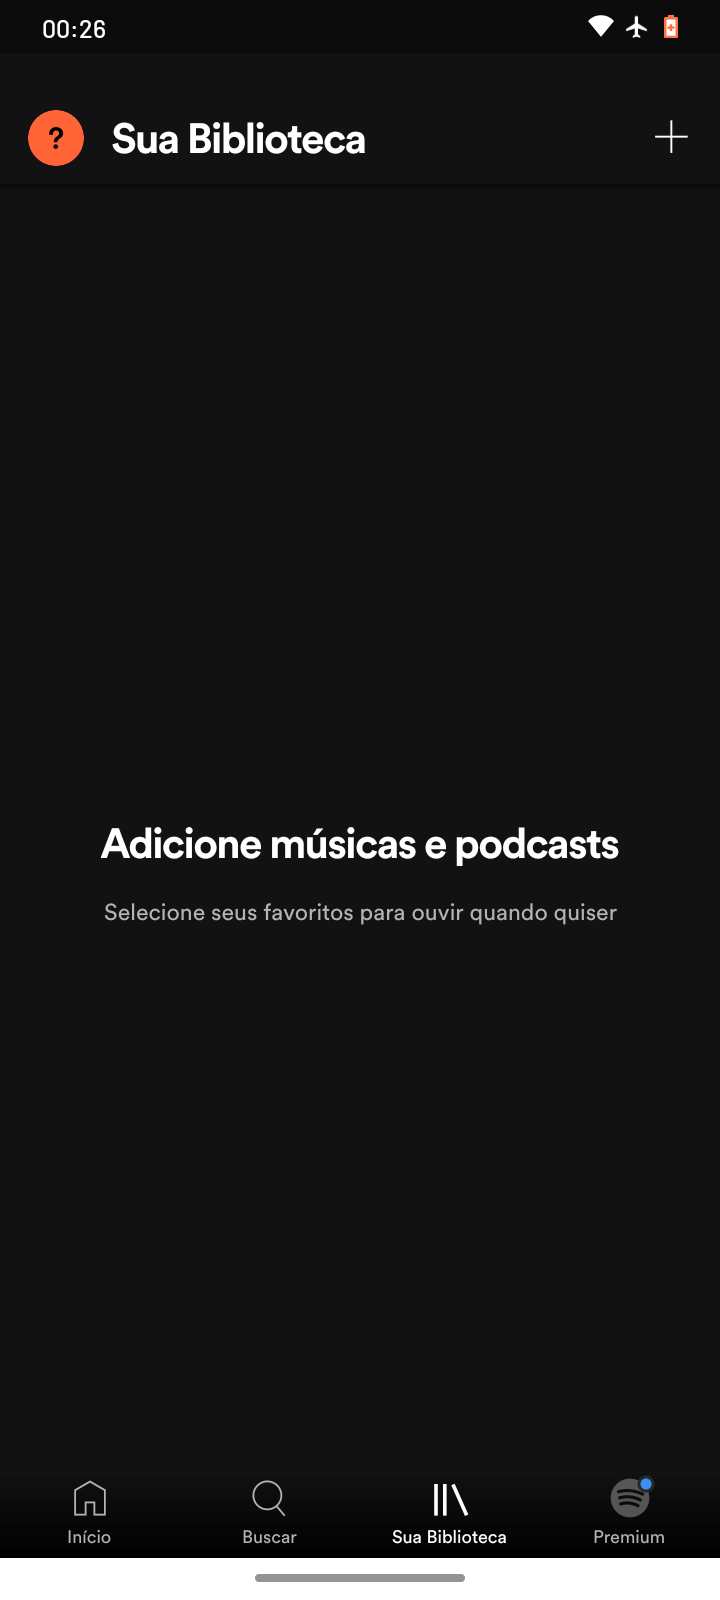 00:26
?
Sua Biblioteca
Adicione músicas e podcasts
Selecione seus favoritos para ouvir quando quiser
Início
Buscar
Sua Biblioteca
Premium